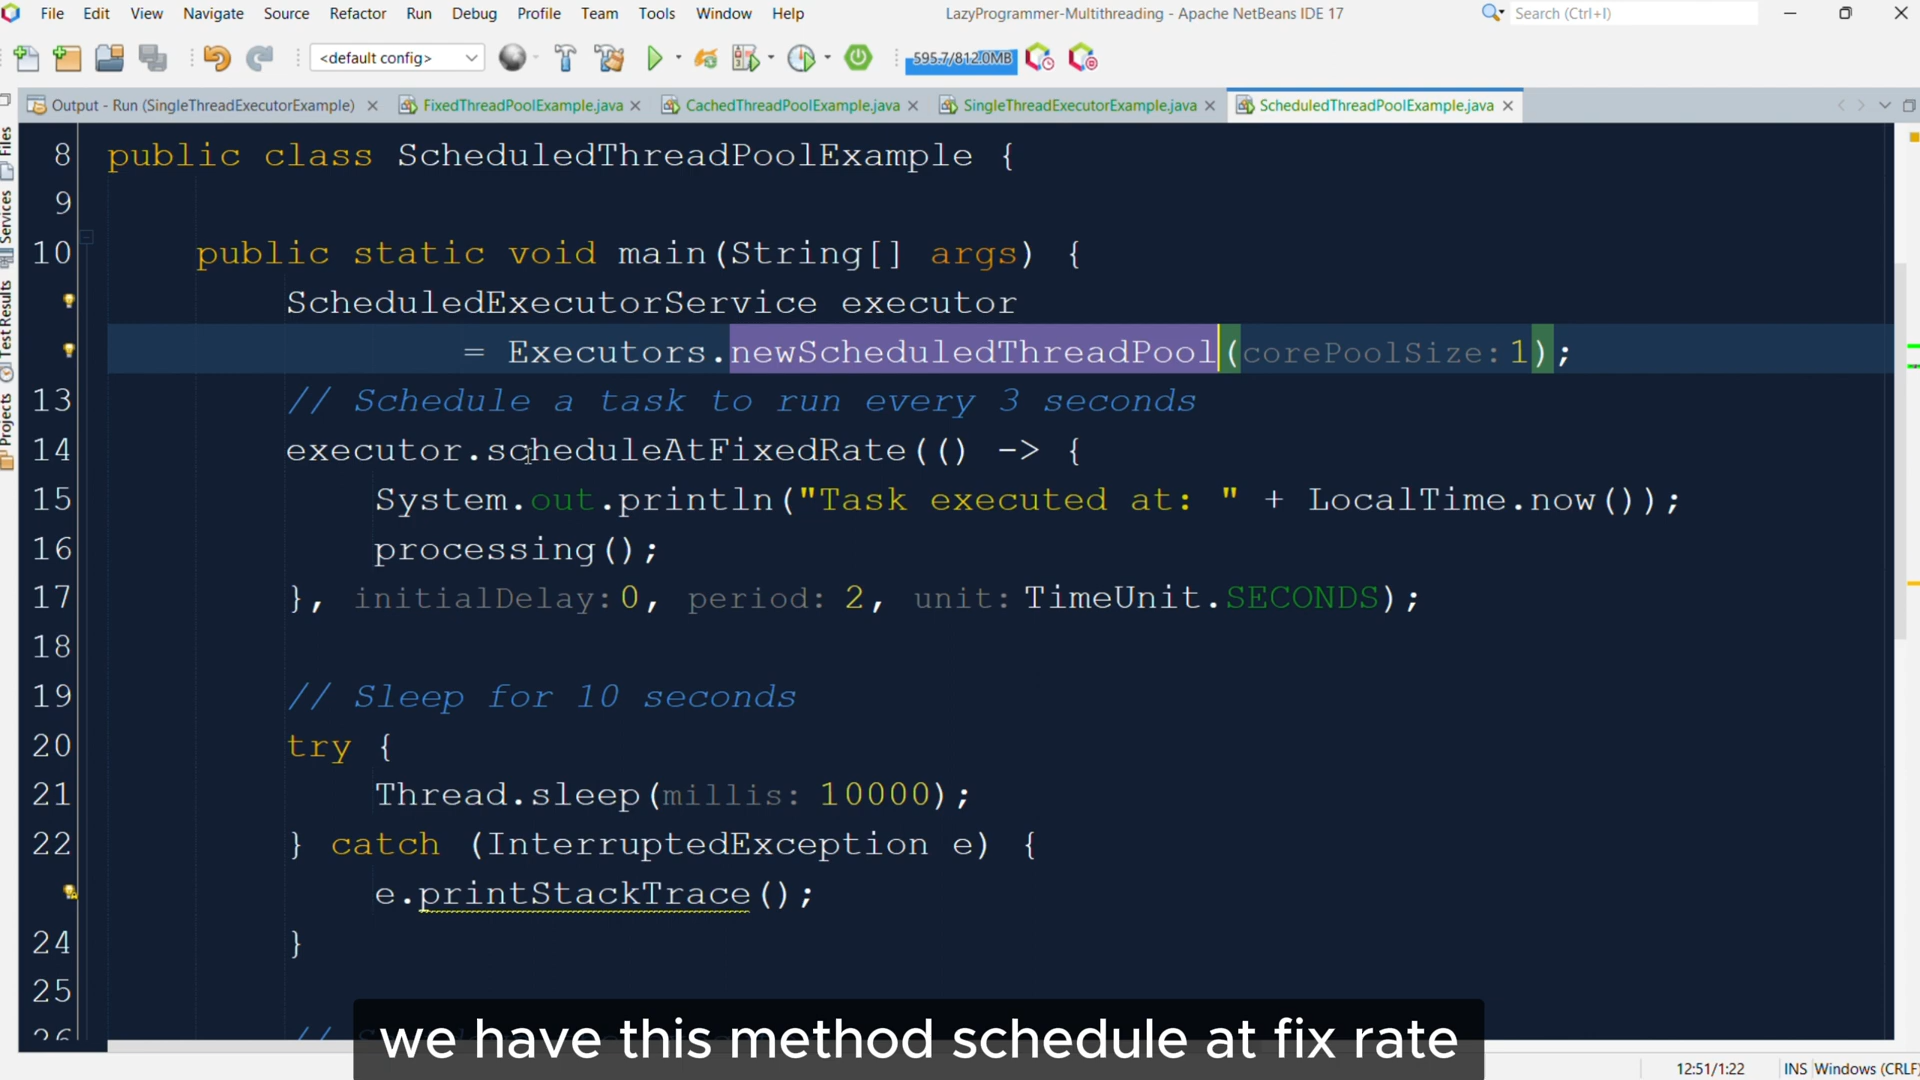 File Edit View Navigate Source Refactor Run Debug Profile Team Tools Window Help LazyProgrammer-Multithreading - Apache NetBeans IDE 17 Search (Ctrl+I)
<default config> 595.7/812.0MB
Output - Run (SingleThreadExecutorExample) FixedThreadPoolExample.java CachedThreadPoolExample.java SingleThreadExecutorExample.java ScheduledThreadPoolExample.java
Files
Services
Test Results
Projects
8 public class ScheduledThreadPoolExample {
9
10 public static void main(String[] args) {
ScheduledExecutorService executor
= Executors.newScheduledThreadPool(corePoolSize:1);
13 // Schedule a task to run every 3 seconds
14 executor.scheduleAtFixedRate(() -> {
15 System.out.println("Task executed at: " + LocalTime.now());
16 processing();
17 }, initialDelay:0, period: 2, unit:TimeUnit.SECONDS);
18
19 // Sleep for 10 seconds
20 try {
21 Thread.sleep(millis: 10000);
22 } catch (InterruptedException e) {
e.printStackTrace();
24 }
25
26 //
we have this method schedule at fix rate
12:51/1:22 INS Windows (CRLF